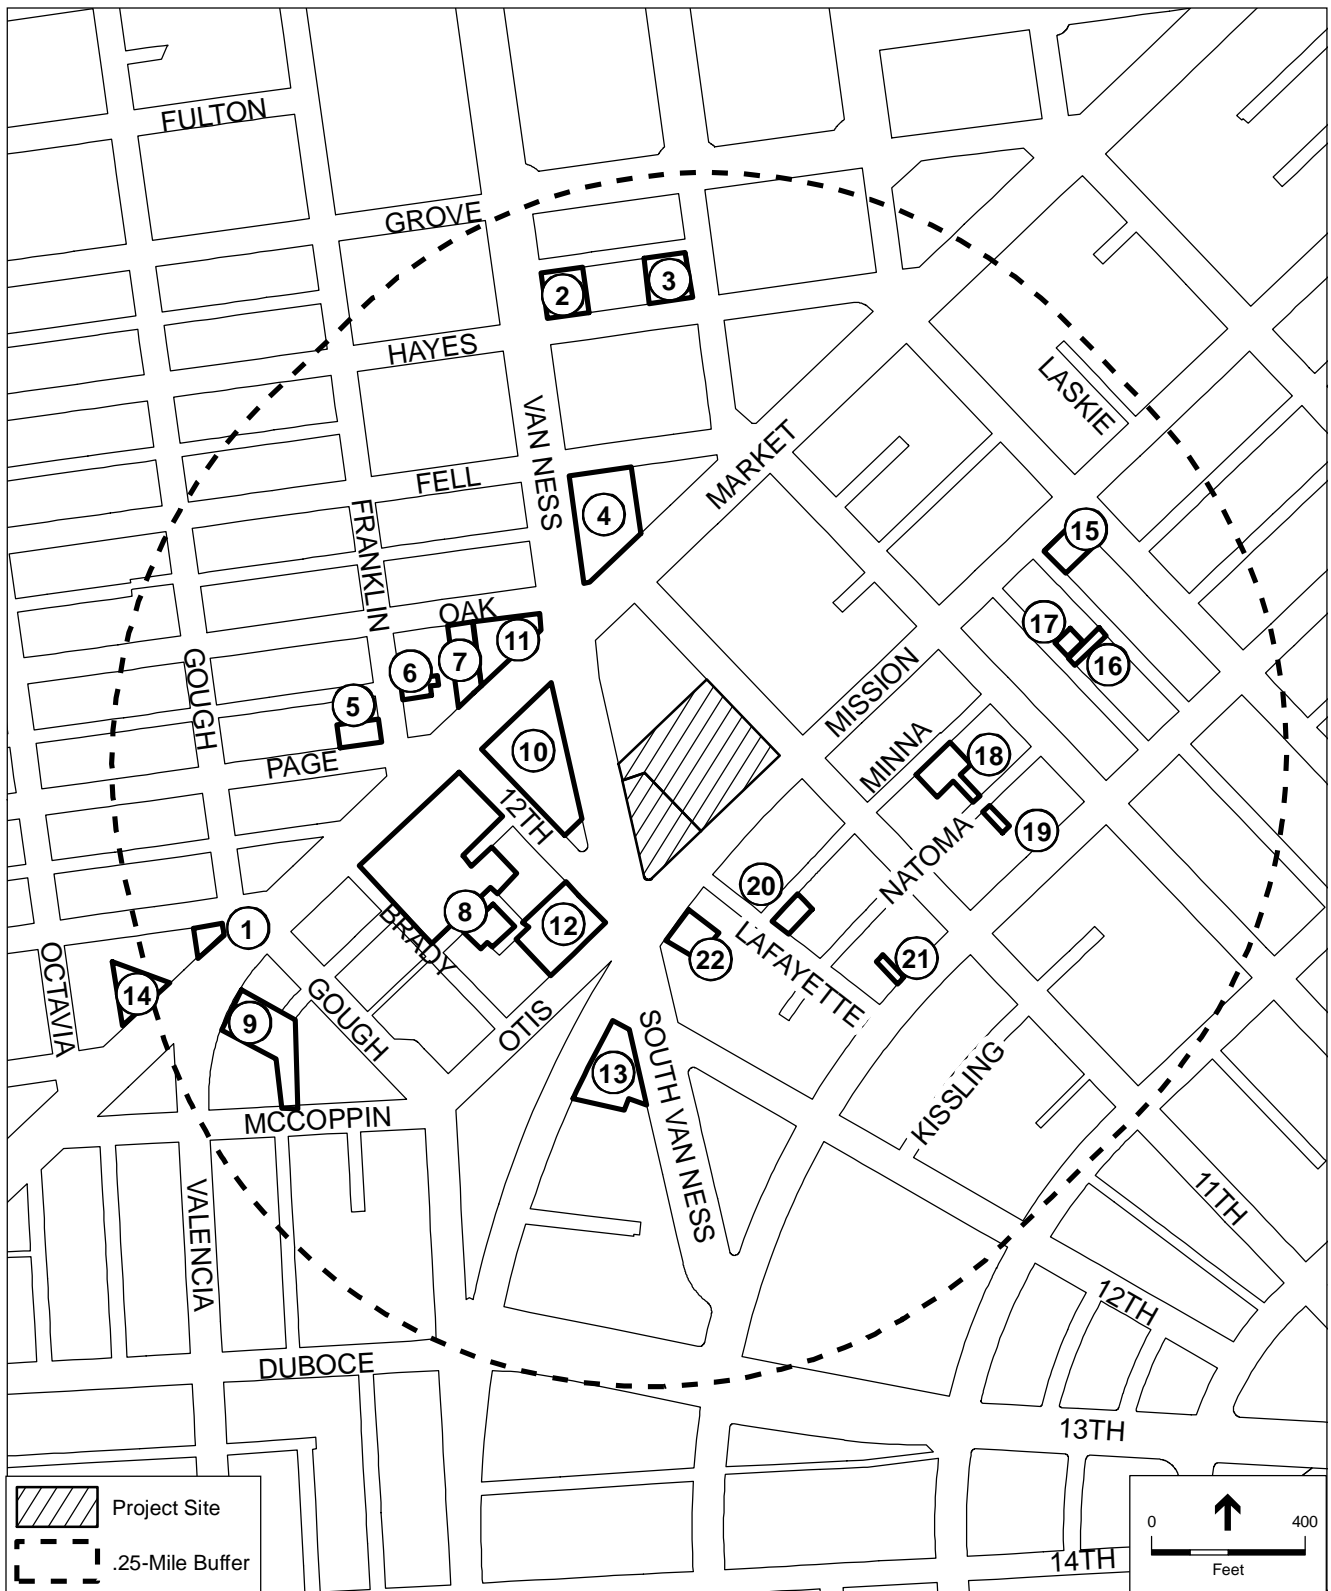 FULTON
GROVE
2
3
HAYES
LASKIE
VAN NESS
MARKET
FELL
4
FRANKLIN
15
OAK
11
17
7
16
6
GOUGH
5
MISSION
10
MINNA
18
PAGE
12TH
19
NATOMA
20
8
12
1
BRADY
22
LAFAYETTE
21
OCTAVIA
14
9
GOUGH
OTIS
13
SOUTH VAN NESS
KISSLING
MCCOPPIN
VALENCIA
11TH
12TH
DUBOCE
13TH
14TH
Project Site
.25-Mile Buffer
0 400
Feet